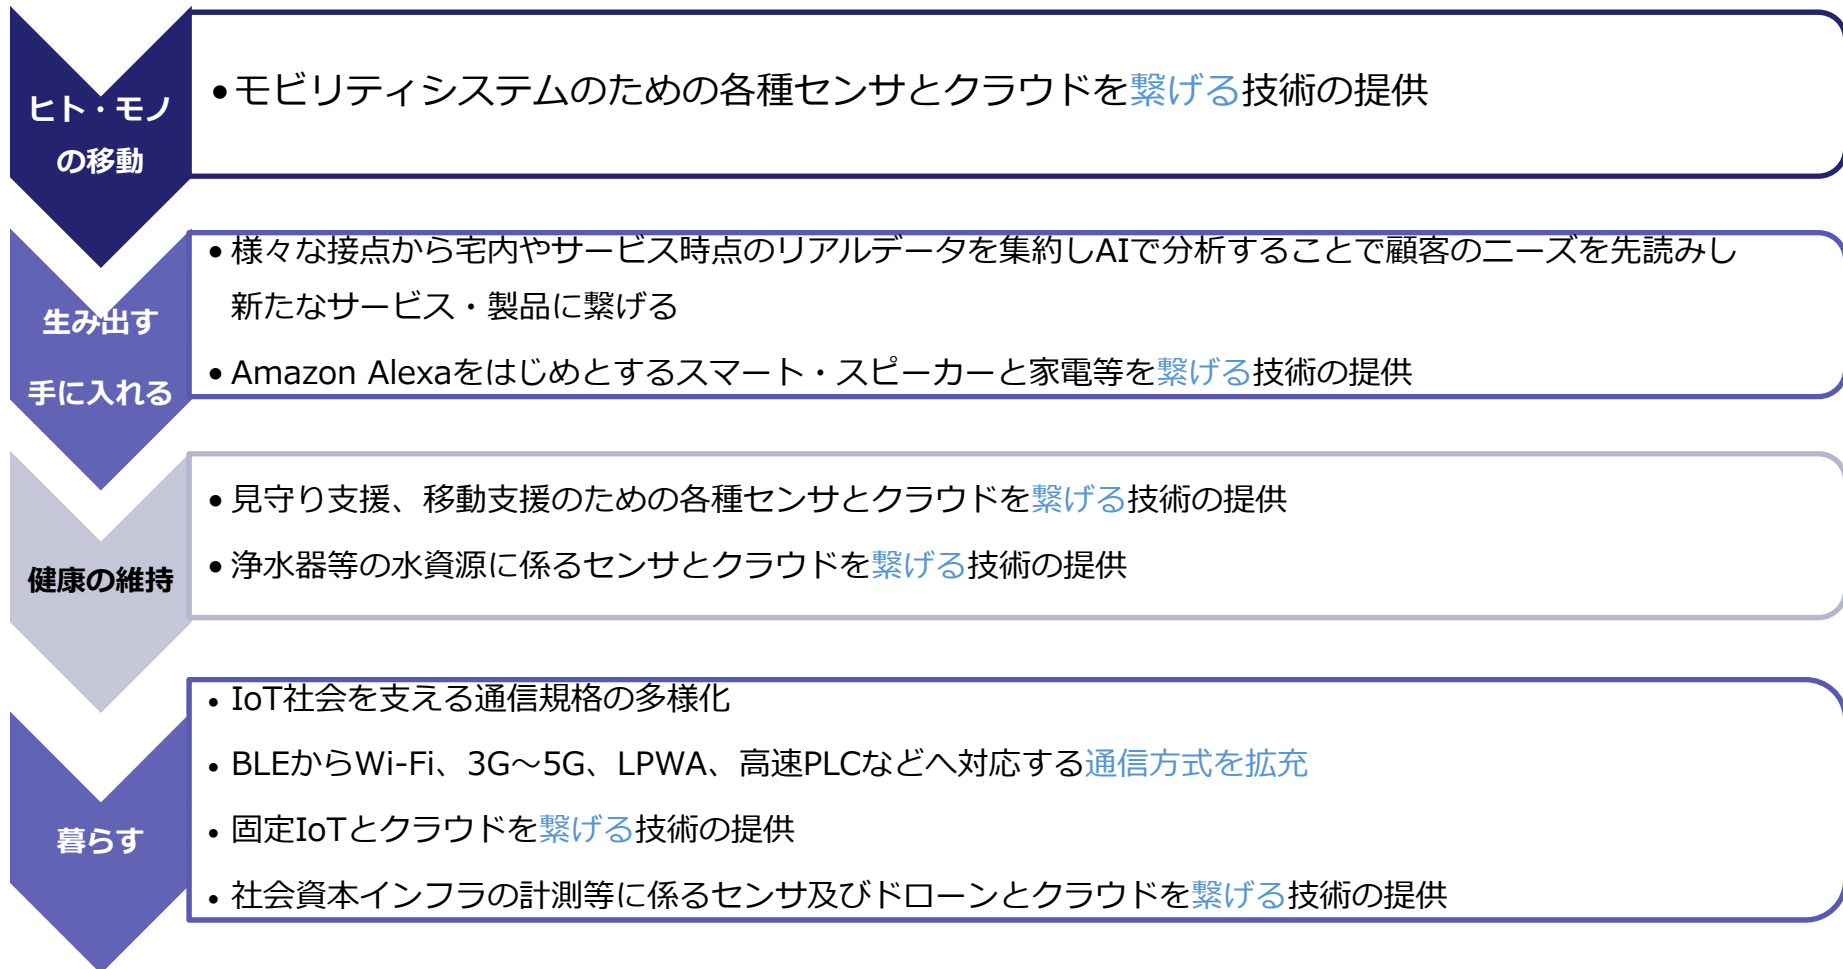 ヒト・モノ
の移動
•モビリティシステムのための各種センサとクラウドを繋げる技術の提供
生み出す
手に入れる
•様々な接点から宅内やサービス時点のリアルデータを集約しAIで分析することで顧客のニーズを先読みし
新たなサービス・製品に繋げる
•Amazon Alexaをはじめとするスマート・スピーカーと家電等を繋げる技術の提供
健康の維持
•見守り支援、移動支援のための各種センサとクラウドを繋げる技術の提供
•浄水器等の水資源に係るセンサとクラウドを繋げる技術の提供
暮らす
•IoT社会を支える通信規格の多様化
•BLEからWi-Fi、3G～5G、LPWA、高速PLCなどへ対応する通信方式を拡充
•固定IoTとクラウドを繋げる技術の提供
•社会資本インフラの計測等に係るセンサ及びドローンとクラウドを繋げる技術の提供